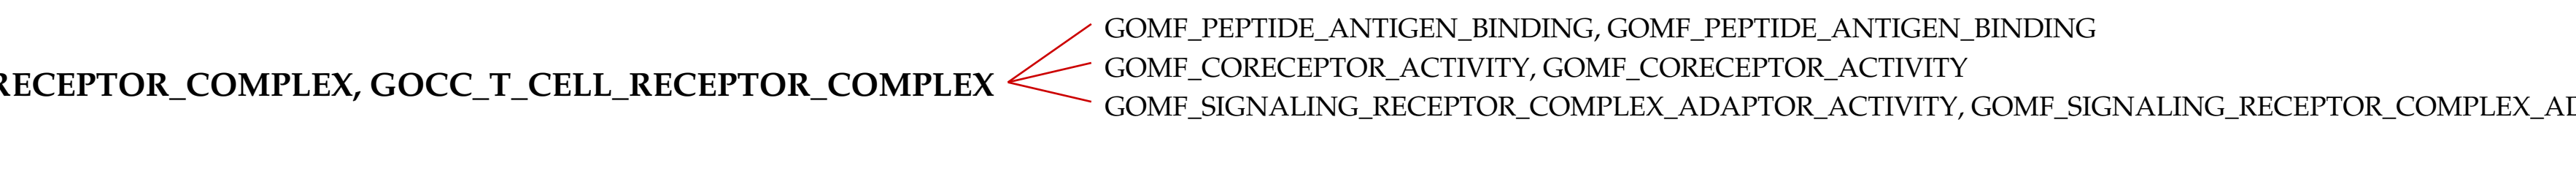 GOMF_PEPTIDE_ANTIGEN_BINDING, GOMF_PEPTIDE_ANTIGEN_BINDING
RECEPTOR_COMPLEX, GOCC_T_CELL_RECEPTOR_COMPLEX
GOMF_CORECEPTOR_ACTIVITY, GOMF_CORECEPTOR_ACTIVITY
GOMF_SIGNALING_RECEPTOR_COMPLEX_ADAPTOR_ACTIVITY, GOMF_SIGNALING_RECEPTOR_COMPLEX_AD